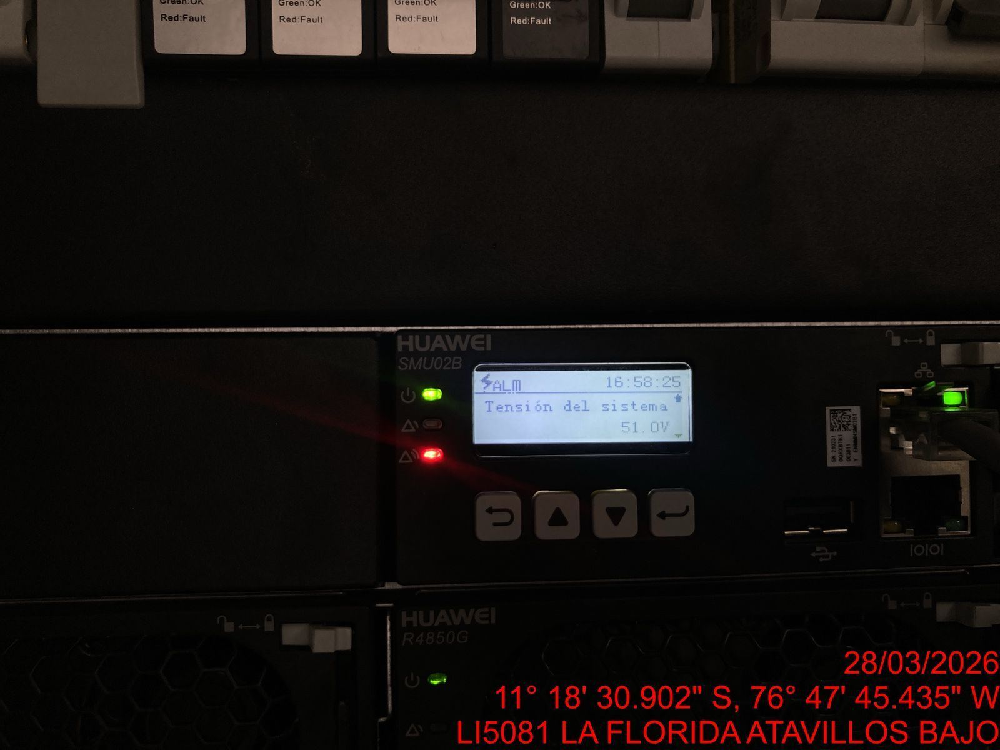 Green:OK
Red:Fault
Green:OK
Red:Fault
Green:OK
Red:Fault
Green:OK
Red:Fault
HUAWEI
SMU02B
ALM 16:58:25
Tensión del sistema
51.0V
|O|O|
HUAWEI
R4850G
28/03/2026
11° 18' 30.902" S, 76° 47' 45.435" W
LI5081 LA FLORIDA ATAVILLOS BAJO